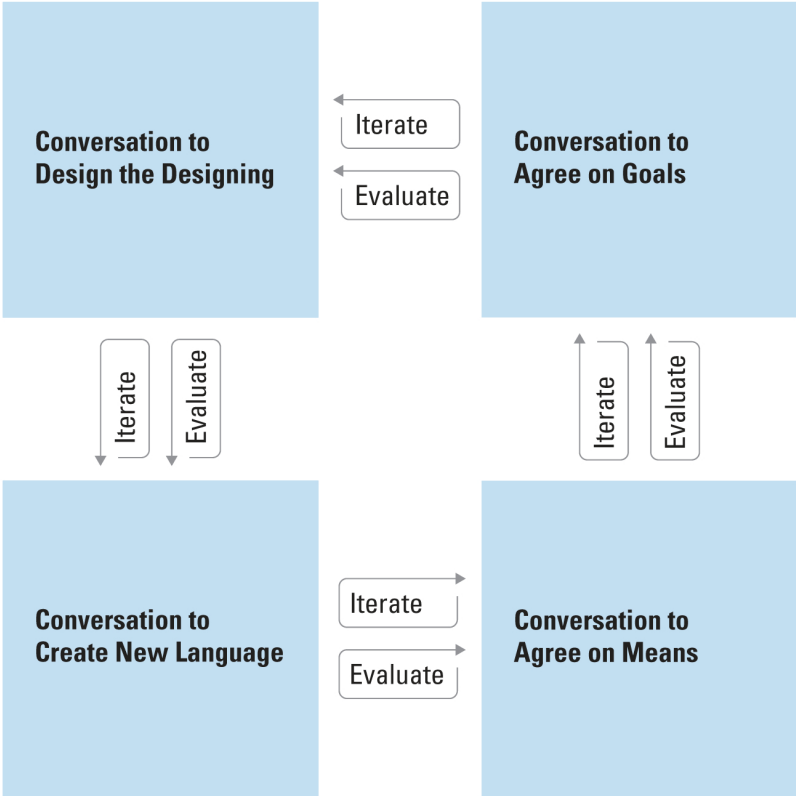 Conversation to
Design the Designing
Iterate
Evaluate
Conversation to
Agree on Goals
Iterate
Evaluate
Iterate
Evaluate
Conversation to
Create New Language
Iterate
Evaluate
Conversation to
Agree on Means